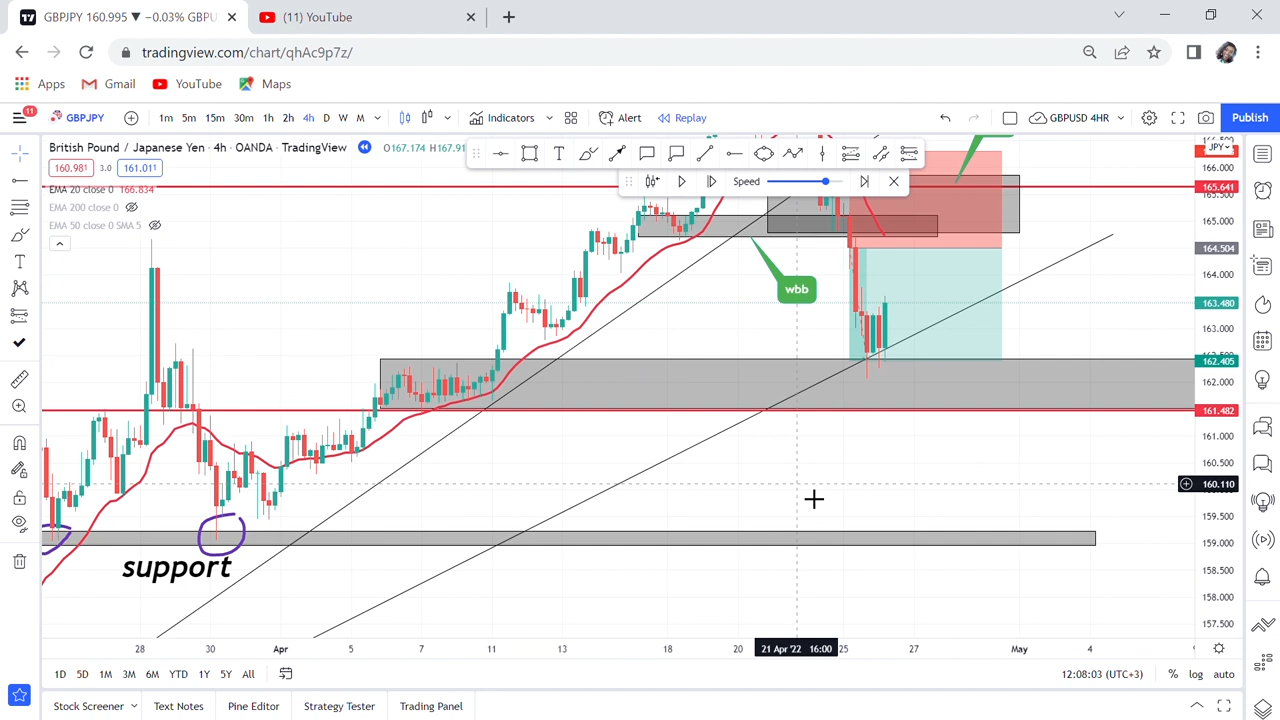 GBPJPY 160.995 ▼ −0.03% GBPU
(11) YouTube
tradingview.com/chart/qhAc9p7z/
Apps Gmail YouTube Maps
11 GBPJPY 1m 5m 15m 30m 1h 2h 4h D W M Indicators Alert Replay GBPUSD 4HR Publish
British Pound / Japanese Yen · 4h · OANDA · TradingView O167.174 H167.91
160.981 3.0 161.011
Speed
EMA 20 close 0 166.834
EMA 200 close 0
EMA 50 close 0 SMA 5
JPY
166.000
165.641
165.000
164.504
164.000
wbb
163.480
163.000
162.405
162.000
161.482
161.000
160.500
160.110
159.500
159.000
support
158.500
158.000
157.500
28 30 Apr 5 7 11 13 18 20 21 Apr '22 16:00 25 27 May 4
1D 5D 1M 3M 6M YTD 1Y 5Y All 12:08:03 (UTC+3) % log auto
Stock Screener Text Notes Pine Editor Strategy Tester Trading Panel